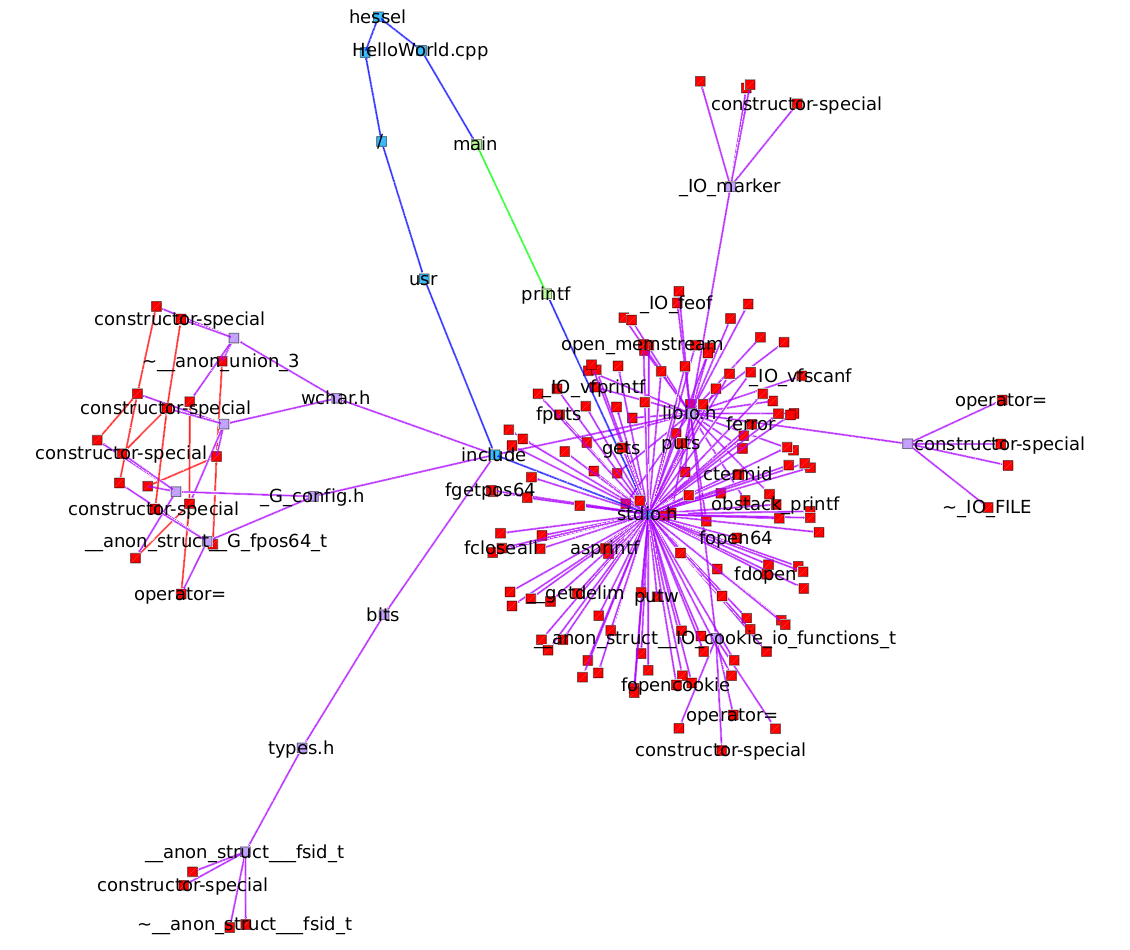 hessel
HelloWorld.cpp
constructor-special
/
main
_IO_marker
usr
printf
_IO_feof
constructor-special
open_memstream
~__anon_union_3
_IO_vfscanf
_IO_vfprintf
wchar.h
operator=
constructor-special
fputs
libio.h
ferror
puts
constructor-special
gets
constructor-special
include
ctermid
fgetpos64
_G_config.h
obstack_printf
~_IO_FILE
constructor-special
stdio.h
fopen64
__anon_struct__G_fpos64_t
fcloseall
asprintf
fdopen
operator=
__getdelim
putw
bits
__anon_struct__IO_cookie_io_functions_t
fopencookie
operator=
types.h
constructor-special
__anon_struct___fsid_t
constructor-special
~__anon_struct___fsid_t